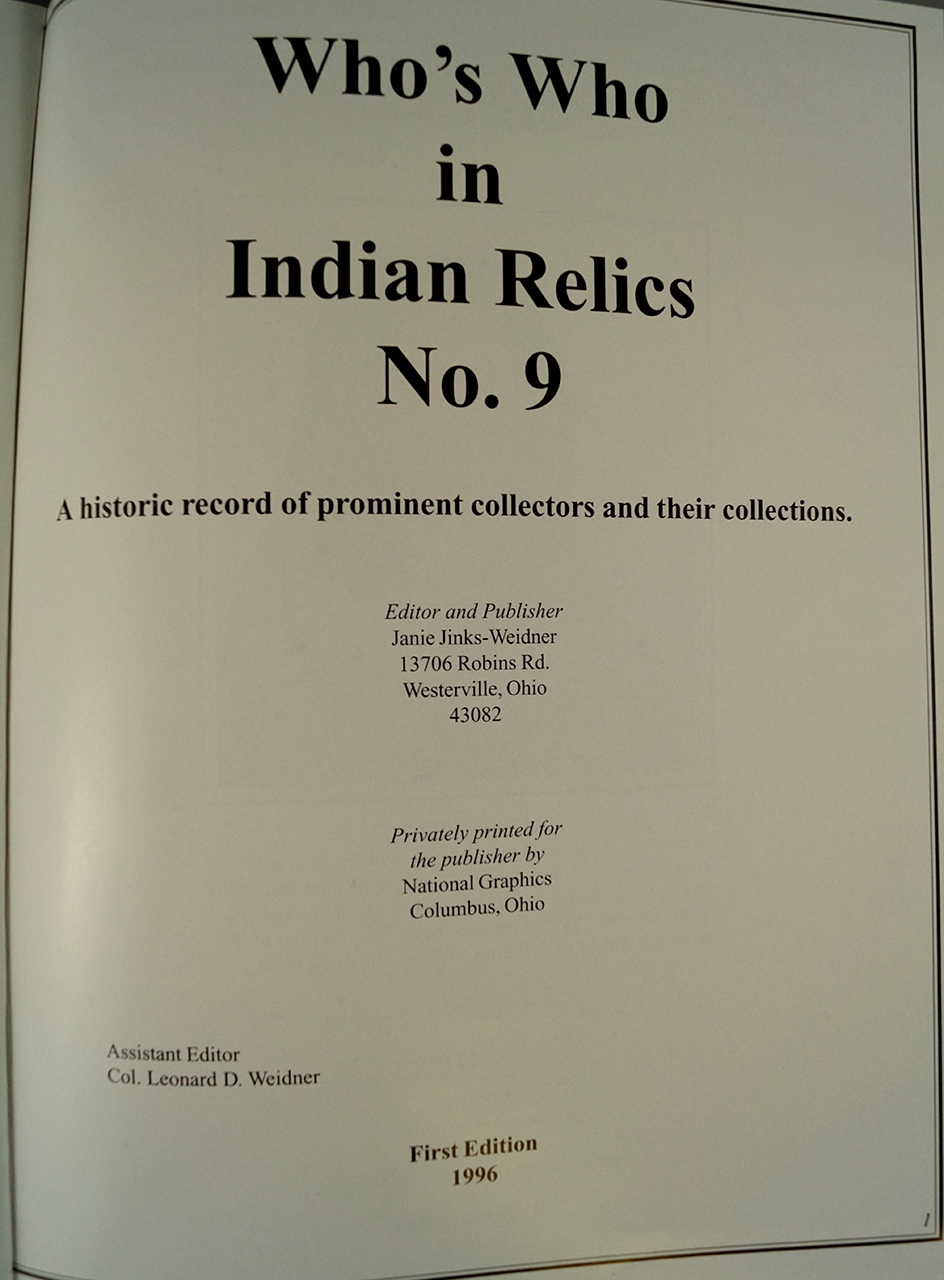 Who's Who
in
Indian Relics
No. 9
A historic record of prominent collectors and their collections.
Editor and Publisher
Janie Jinks-Weidner
13706 Robins Rd.
Westerville, Ohio
43082
Privately printed for
the publisher by
National Graphics
Columbus, Ohio
Assistant Editor
Col. Leonard D. Weidner
First Edition
1996
1